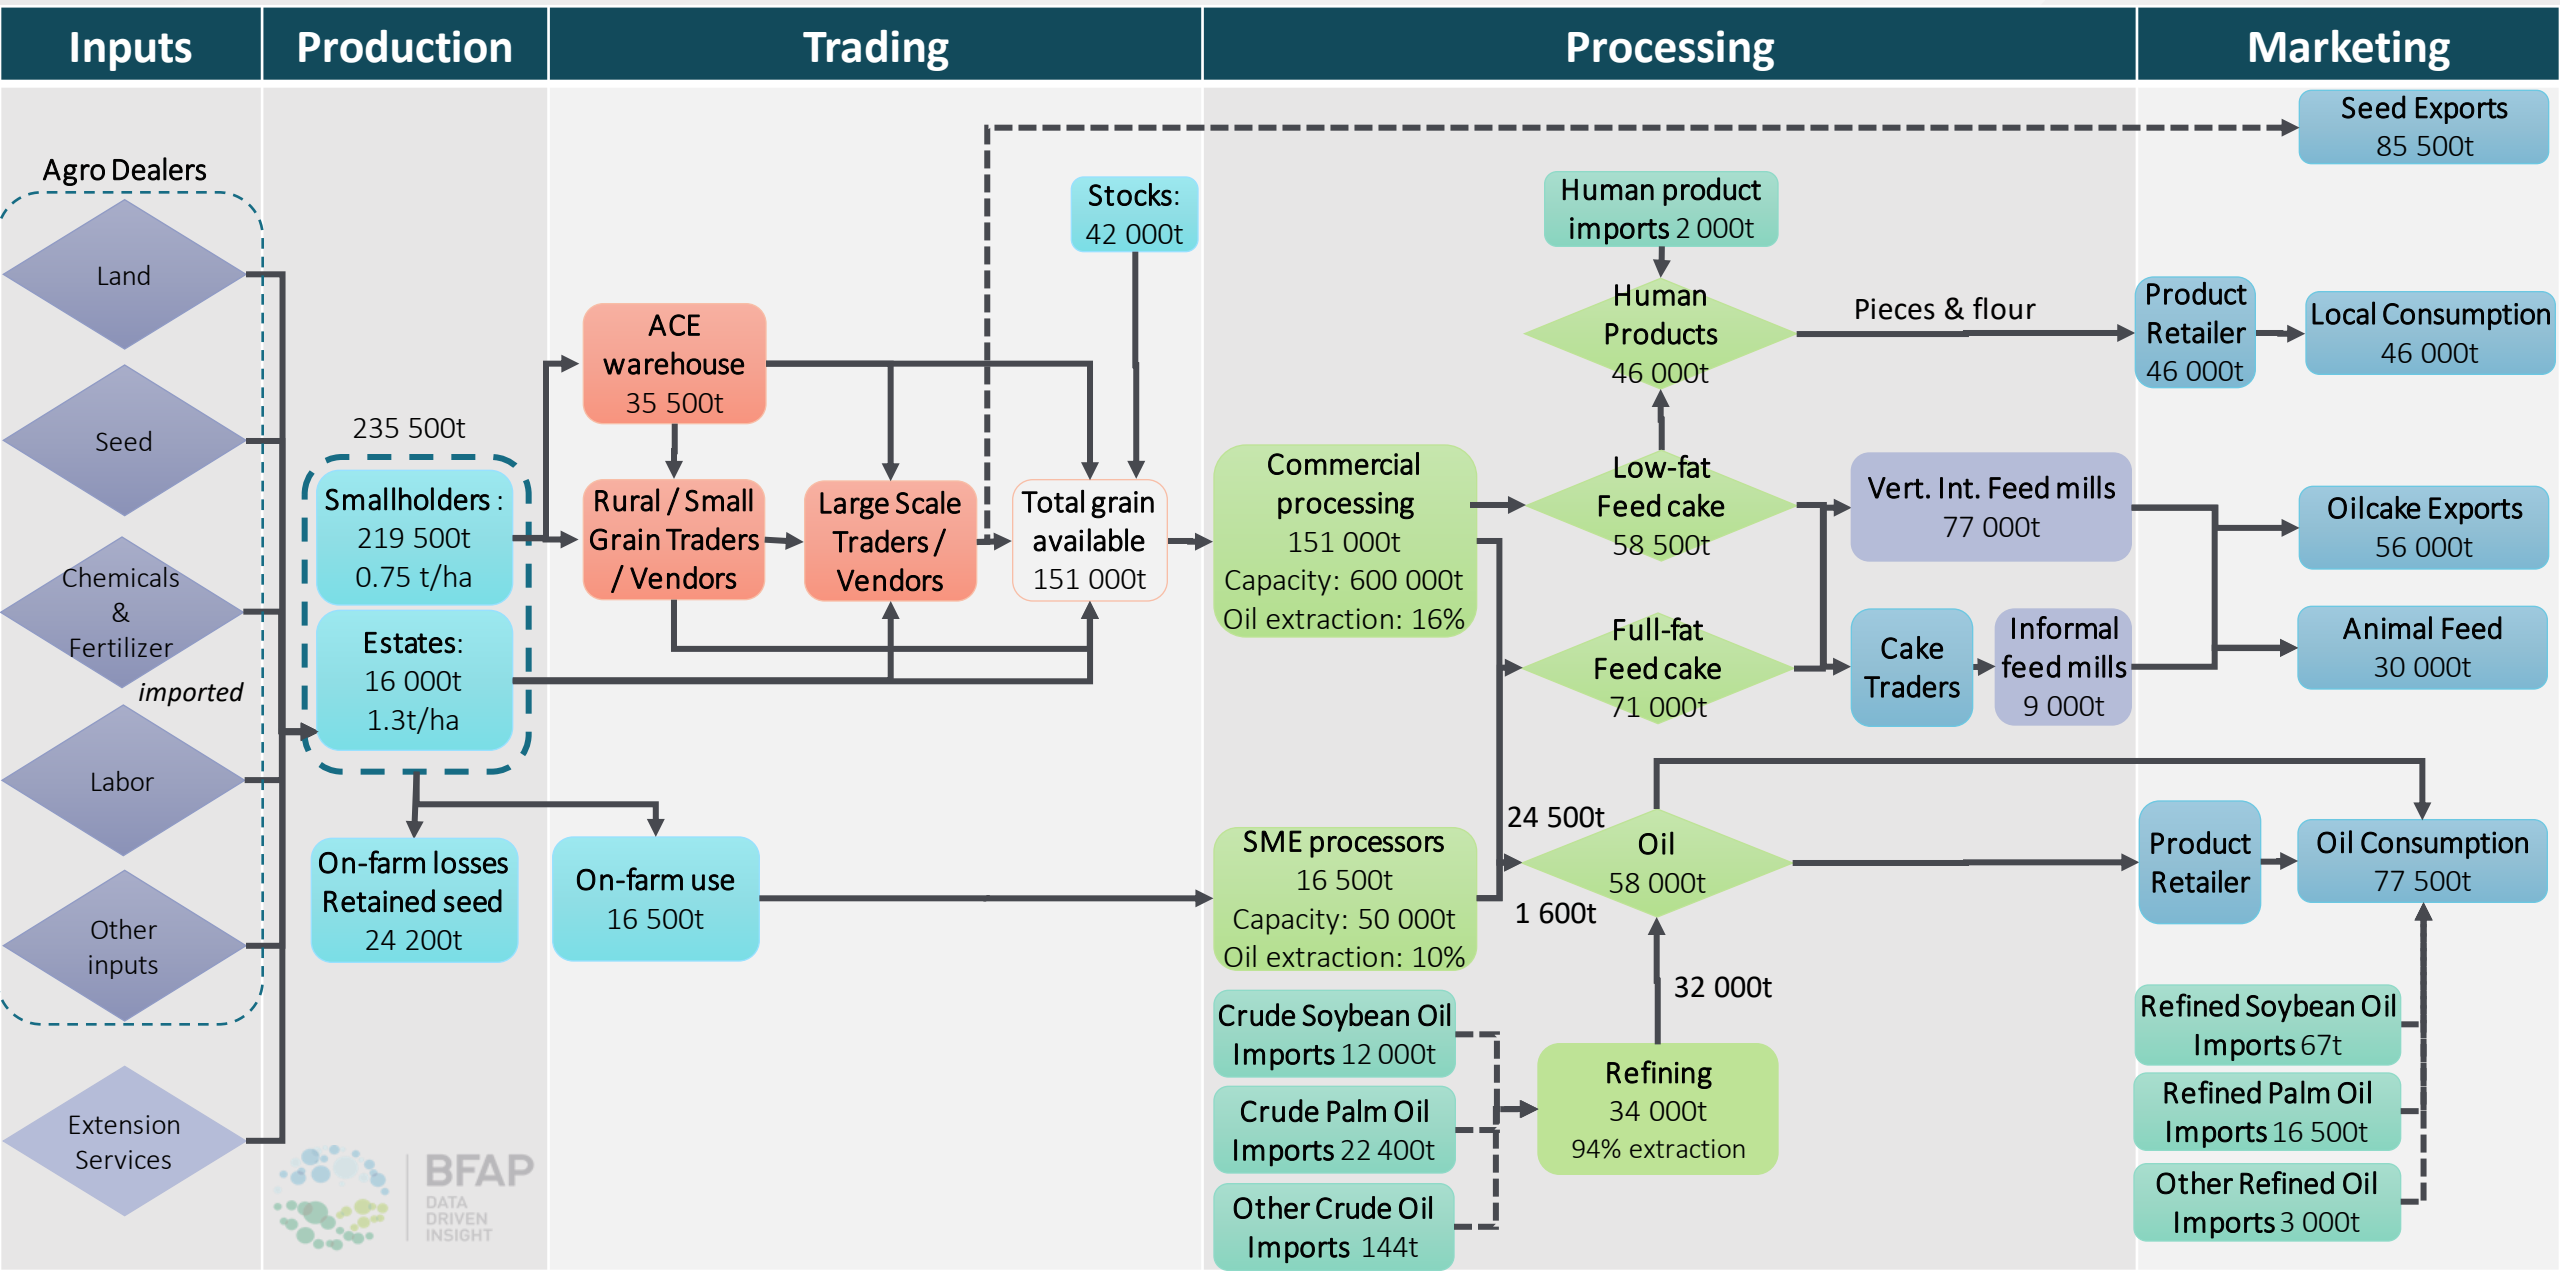 Inputs
Production
Trading
Processing
Marketing
Agro Dealers
Land
Seed
Chemicals
&
Fertilizer
imported
Labor
Other
inputs
Extension
Services
235 500t
Smallholders :
219 500t
0.75 t/ha
Estates:
16 000t
1.3t/ha
On-farm losses
Retained seed
24 200t
BFAP
DATA
DRIVEN
INSIGHT
ACE
warehouse
35 500t
Rural / Small
Grain Traders
/ Vendors
Large Scale
Traders /
Vendors
Stocks:
42 000t
Total grain
available
151 000t
On-farm use
16 500t
Commercial
processing
151 000t
Capacity: 600 000t
Oil extraction: 16%
SME processors
16 500t
Capacity: 50 000t
Oil extraction: 10%
Crude Soybean Oil
Imports 12 000t
Crude Palm Oil
Imports 22 400t
Other Crude Oil
Imports 144t
Human product
imports 2 000t
Human
Products
46 000t
Pieces & flour
Low-fat
Feed cake
58 500t
Full-fat
Feed cake
71 000t
Vert. Int. Feed mills
77 000t
Cake
Traders
Informal
feed mills
9 000t
24 500t
Oil
58 000t
1 600t
32 000t
Refining
34 000t
94% extraction
Seed Exports
85 500t
Product
Retailer
46 000t
Local Consumption
46 000t
Oilcake Exports
56 000t
Animal Feed
30 000t
Product
Retailer
Oil Consumption
77 500t
Refined Soybean Oil
Imports 67t
Refined Palm Oil
Imports 16 500t
Other Refined Oil
Imports 3 000t